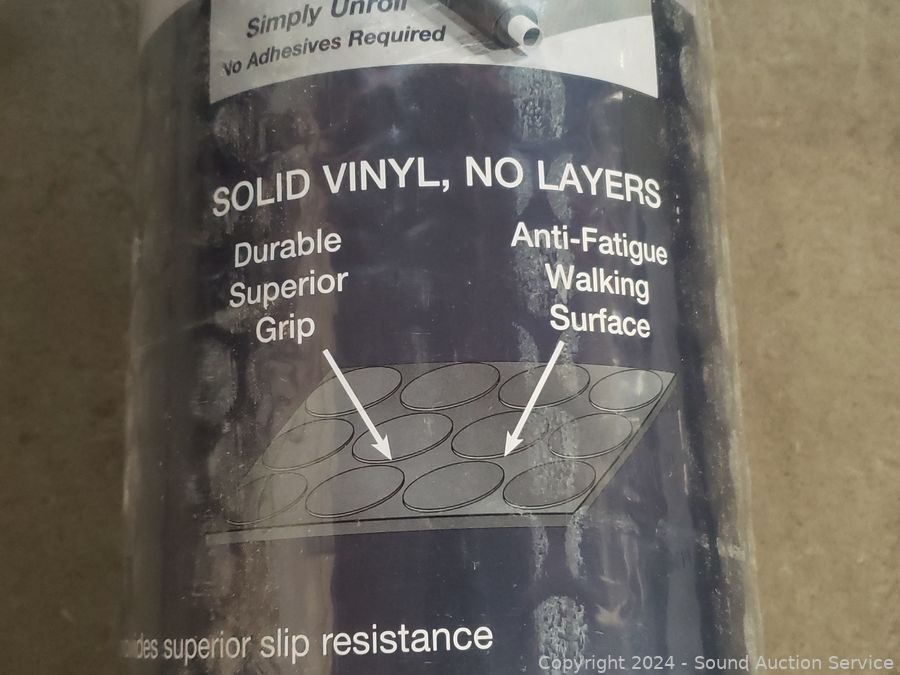 Simply Unroll
No Adhesives Required
SOLID VINYL, NO LAYERS
Durable
Superior
Grip
Anti-Fatigue
Walking
Surface
superior slip resistance
Copyright 2024 - Sound Auction Service